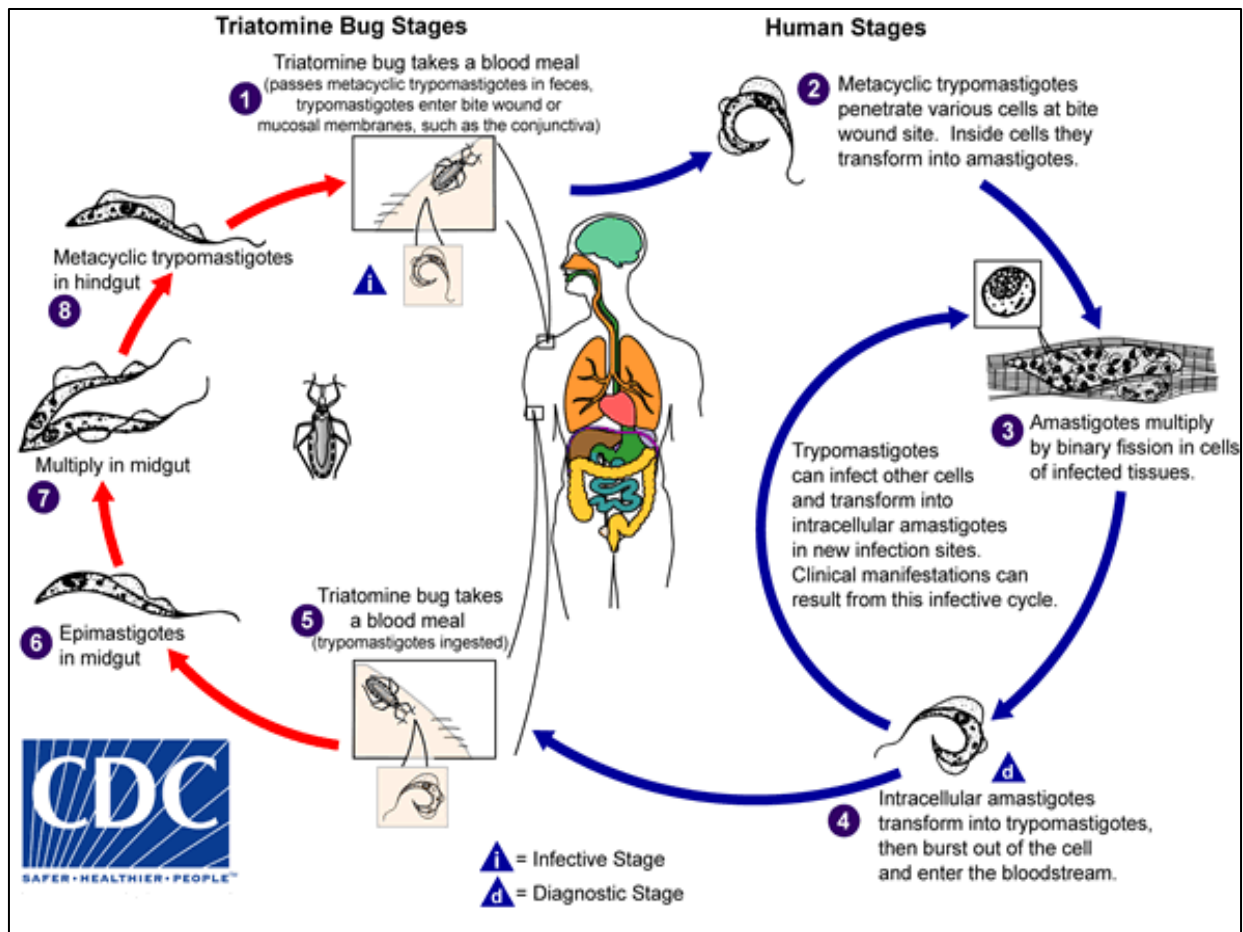 Triatomine Bug Stages
Human Stages
Triatomine bug takes a blood meal
(passes metacyclic trypomastigotes in feces,
trypomastigotes enter bite wound or
mucosal membranes, such as the conjunctiva)
1
i
2
Metacyclic trypomastigotes
penetrate various cells at bite
wound site. Inside cells they
transform into amastigotes.
3
Amastigotes multiply
by binary fission in cells
of infected tissues.
Trypomastigotes
can infect other cells
and transform into
intracellular amastigotes
in new infection sites.
Clinical manifestations can
result from this infective cycle.
d
4
Intracellular amastigotes
transform into trypomastigotes,
then burst out of the cell
and enter the bloodstream.
5
Triatomine bug takes
a blood meal
(trypomastigotes ingested)
6
Epimastigotes
in midgut
Multiply in midgut
7
Metacyclic trypomastigotes
in hindgut
8
i = Infective Stage
d = Diagnostic Stage
CDC
SAFER·HEALTHIER·PEOPLE™